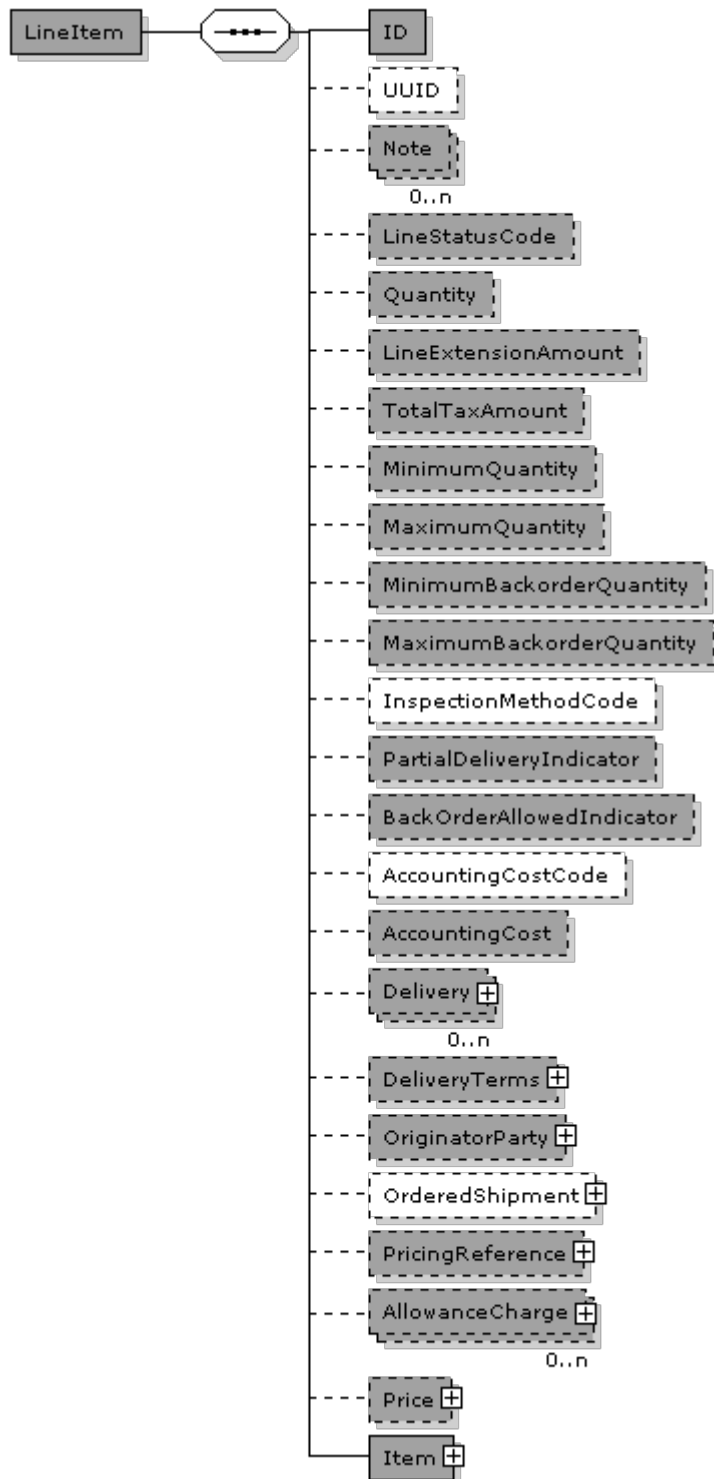 LineItem
ID
UUID
Note
0..n
LineStatusCode
Quantity
LineExtensionAmount
TotalTaxAmount
MinimumQuantity
MaximumQuantity
MinimumBackorderQuantity
MaximumBackorderQuantity
InspectionMethodCode
PartialDeliveryIndicator
BackOrderAllowedIndicator
AccountingCostCode
AccountingCost
Delivery
0..n
DeliveryTerms
OriginatorParty
OrderedShipment
PricingReference
AllowanceCharge
0..n
Price
Item